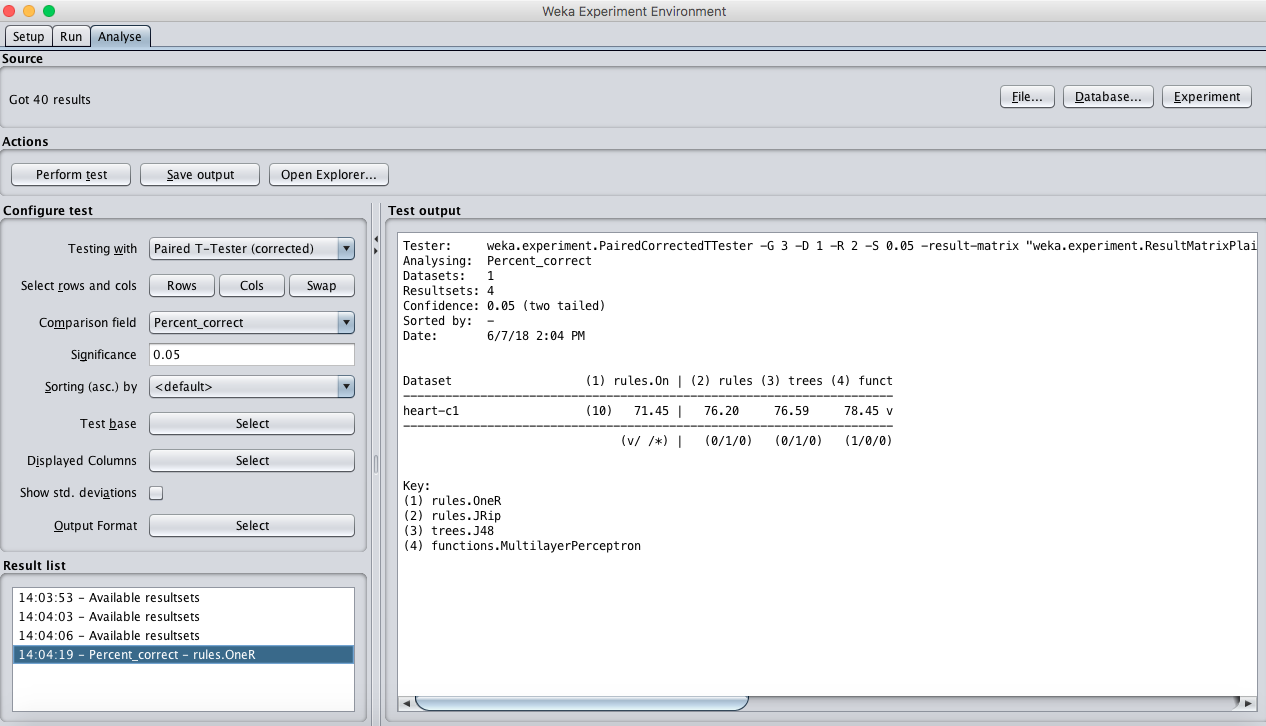 Weka Experiment Environment
Setup Run Analyse
Source
Got 40 results
File... Database... Experiment
Actions
Perform test Save output Open Explorer...
Configure test
Testing with Paired T-Tester (corrected)
Select rows and cols Rows Cols Swap
Comparison field Percent_correct
Significance 0.05
Sorting (asc.) by <default>
Test base Select
Displayed Columns Select
Show std. deviations
Output Format Select
Result list
14:03:53 - Available resultsets
14:04:03 - Available resultsets
14:04:06 - Available resultsets
14:04:19 - Percent_correct - rules.OneR
Test output
Tester: weka.experiment.PairedCorrectedTTester -G 3 -D 1 -R 2 -S 0.05 -result-matrix "weka.experiment.ResultMatrixPlai
Analysing: Percent_correct
Datasets: 1
Resultsets: 4
Confidence: 0.05 (two tailed)
Sorted by: -
Date: 6/7/18 2:04 PM
Dataset (1) rules.On | (2) rules (3) trees (4) funct
----------------------------------------------------------------------
heart-c1 (10) 71.45 | 76.20 76.59 78.45 v
----------------------------------------------------------------------
(v/ /*) | (0/1/0) (0/1/0) (1/0/0)
Key:
(1) rules.OneR
(2) rules.JRip
(3) trees.J48
(4) functions.MultilayerPerceptron